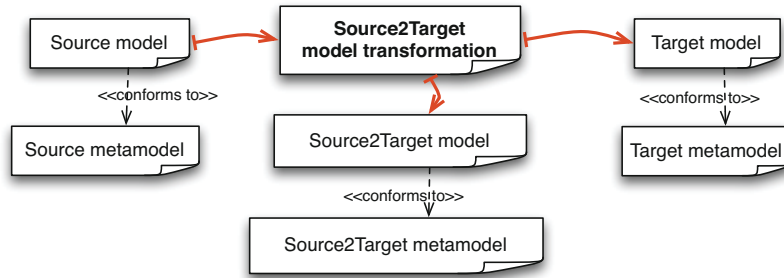 Source model
Source2Target
model transformation
Target model
<<conforms to>>
<<conforms to>>
Source metamodel
Source2Target model
Target metamodel
<<conforms to>>
Source2Target metamodel